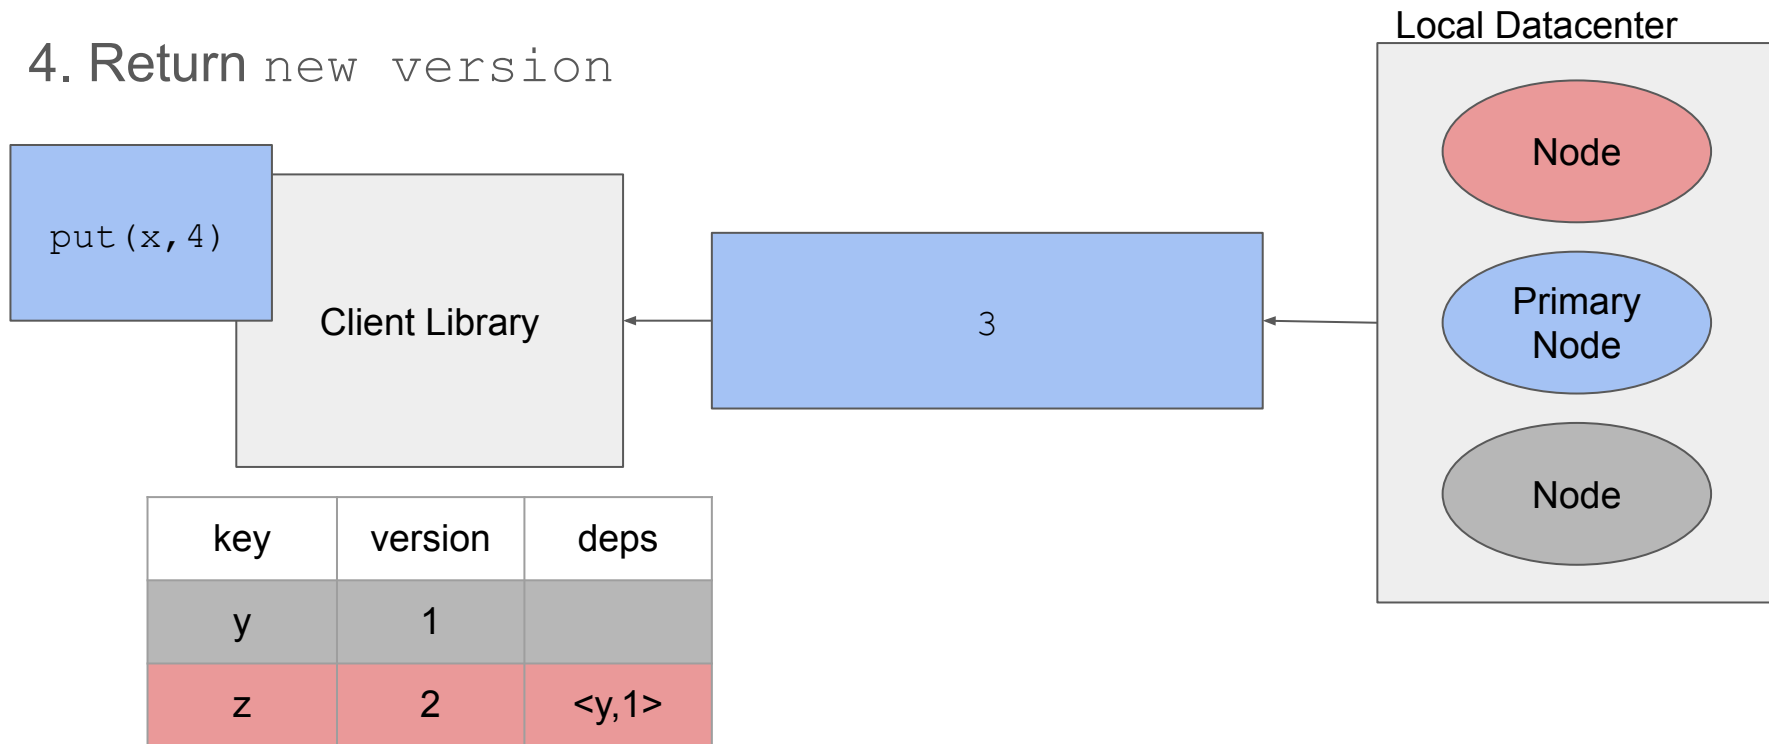 4. Return new version
Local Datacenter
put(x,4)
Client Library
3
Node
Primary
Node
Node
key version deps
y 1
z 2 <y,1>